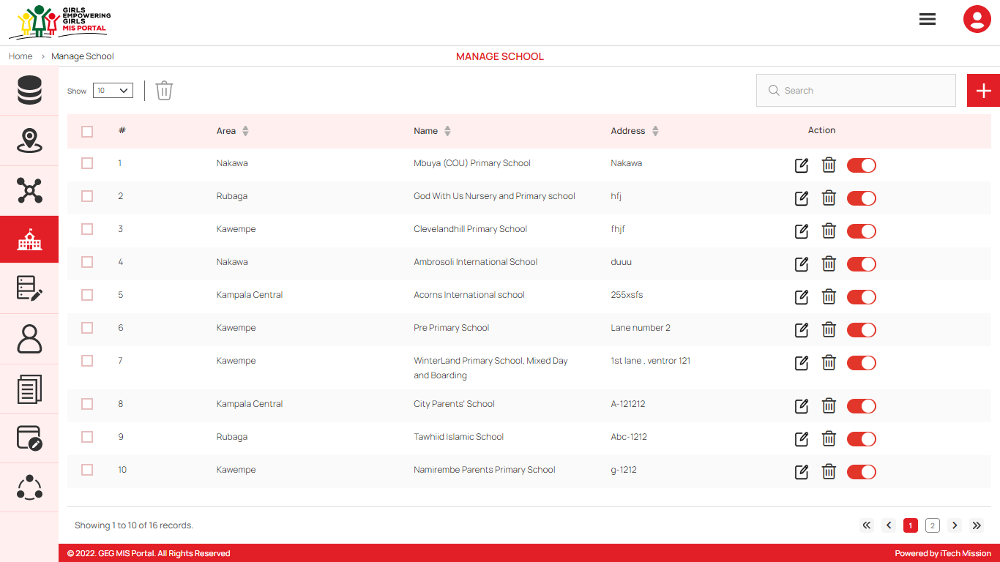 GIRLS
EMPOWERING
GIRLS
MIS PORTAL
Home > Manage School
MANAGE SCHOOL
Show 10
Search
# Area Name Address Action
1 Nakawa Mbuya (COU) Primary School Nakawa
2 Rubaga God With Us Nursery and Primary school hfj
3 Kawempe Clevelandhill Primary School fhjf
4 Nakawa Ambrosoli International School duuu
5 Kampala Central Acorns International school 255xsfs
6 Kawempe Pre Primary School Lane number 2
7 Kawempe WinterLand Primary School, Mixed Day 1st lane , ventror 121
and Boarding
8 Kampala Central City Parents' School A-121212
9 Rubaga Tawhiid Islamic School Abc-1212
10 Kawempe Namirembe Parents Primary School g-1212
Showing 1 to 10 of 16 records.
« ‹ 1 2 › »
© 2022. GEG MIS Portal. All Rights Reserved
Powered by iTech Mission